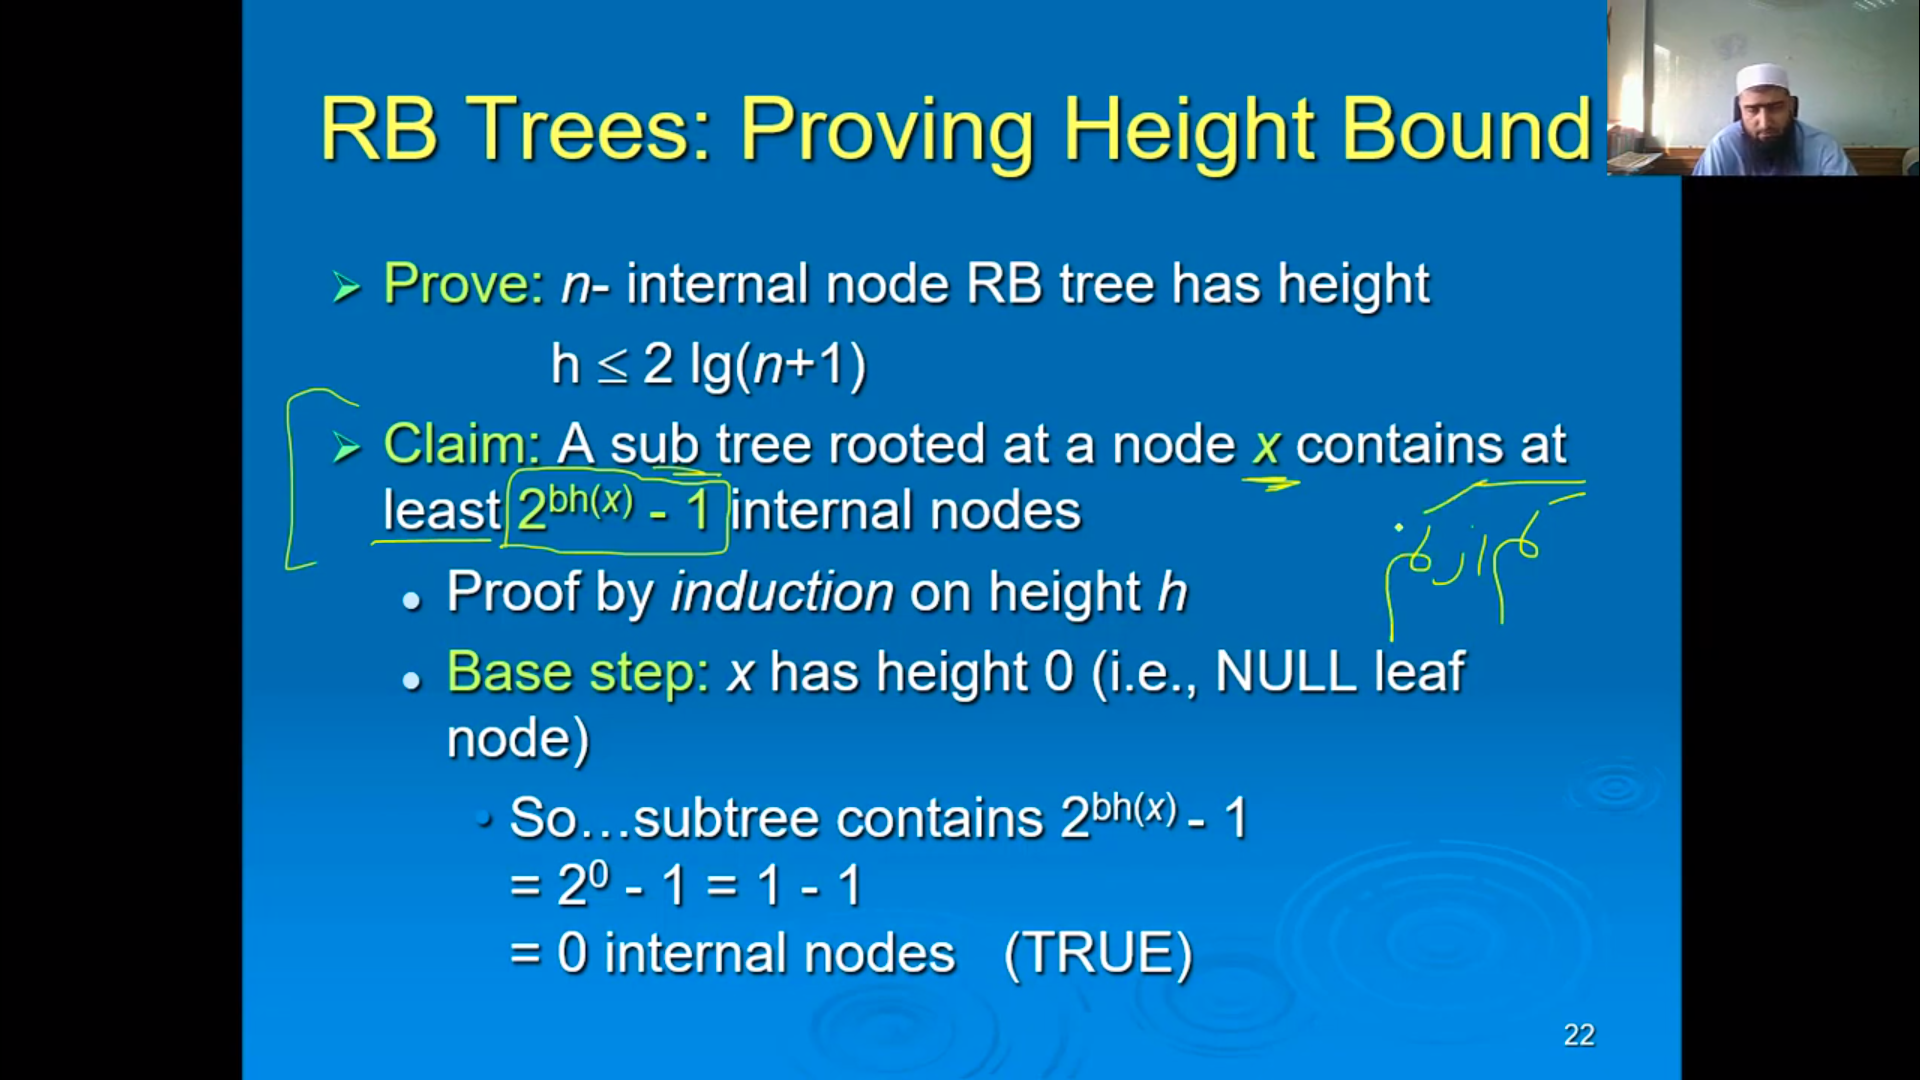 RB Trees: Proving Height Bound
➢ Prove: n- internal node RB tree has height
h ≤ 2 lg(n+1)
➢ Claim: A sub tree rooted at a node x contains at
least 2^bh(x) - 1 internal nodes
• Proof by induction on height h
• Base step: x has height 0 (i.e., NULL leaf
node)
• So…subtree contains 2^bh(x) - 1
= 2^0 - 1 = 1 - 1
= 0 internal nodes (TRUE)
22